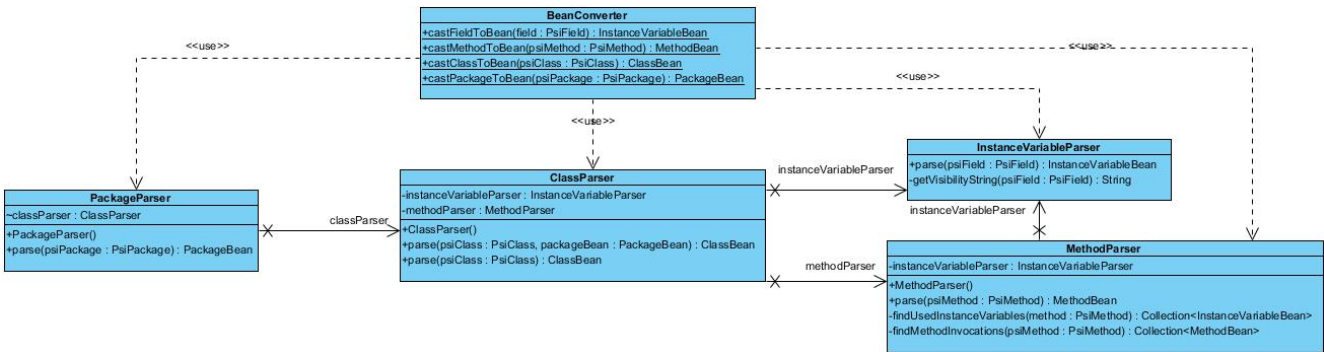 BeanConverter
+castFieldToBean(field : PsiField) : InstanceVariableBean
+castMethodToBean(psiMethod : PsiMethod) : MethodBean
+castClassToBean(psiClass : PsiClass) : ClassBean
+castPackageToBean(psiPackage : PsiPackage) : PackageBean
<<use>>
<<use>>
<<use>>
<<use>>
InstanceVariableParser
+parse(psiField : PsiField) : InstanceVariableBean
-getVisibilityString(psiField : PsiField) : String
instanceVariableParser
ClassParser
-instanceVariableParser : InstanceVariableParser
-methodParser : MethodParser
+ClassParser()
+parse(psiClass : PsiClass, packageBean : PackageBean) : ClassBean
+parse(psiClass : PsiClass) : ClassBean
PackageParser
~classParser : ClassParser
+PackageParser()
+parse(psiPackage : PsiPackage) : PackageBean
classParser
instanceVariableParser
methodParser
MethodParser
-instanceVariableParser : InstanceVariableParser
+MethodParser()
+parse(psiMethod : PsiMethod) : MethodBean
-findUsedInstanceVariables(method : PsiMethod) : Collection<InstanceVariableBean>
-findMethodInvocations(psiMethod : PsiMethod) : Collection<MethodBean>